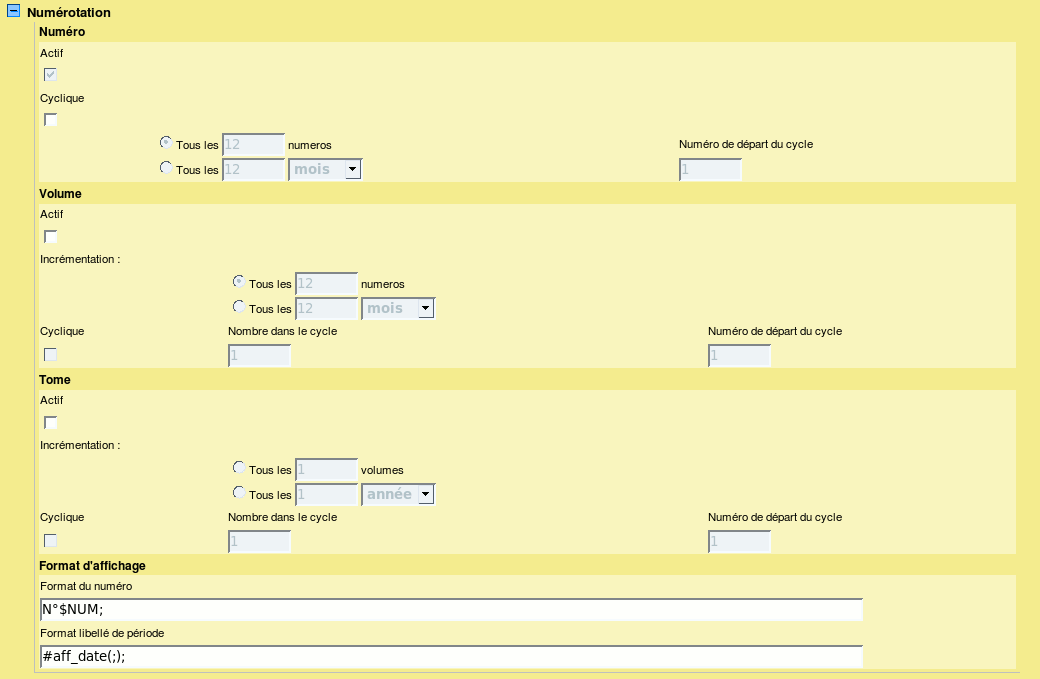 Numérotation
Numéro
Actif
Cyclique
Tous les 12 numeros Numéro de départ du cycle
Tous les 12 mois 1
Volume
Actif
Incrémentation :
Tous les 12 numeros
Tous les 12 mois
Cyclique Nombre dans le cycle Numéro de départ du cycle
1 1
Tome
Actif
Incrémentation :
Tous les 1 volumes
Tous les 1 année
Cyclique Nombre dans le cycle Numéro de départ du cycle
1 1
Format d'affichage
Format du numéro
N°$NUM;
Format libellé de période
#aff_date(;);